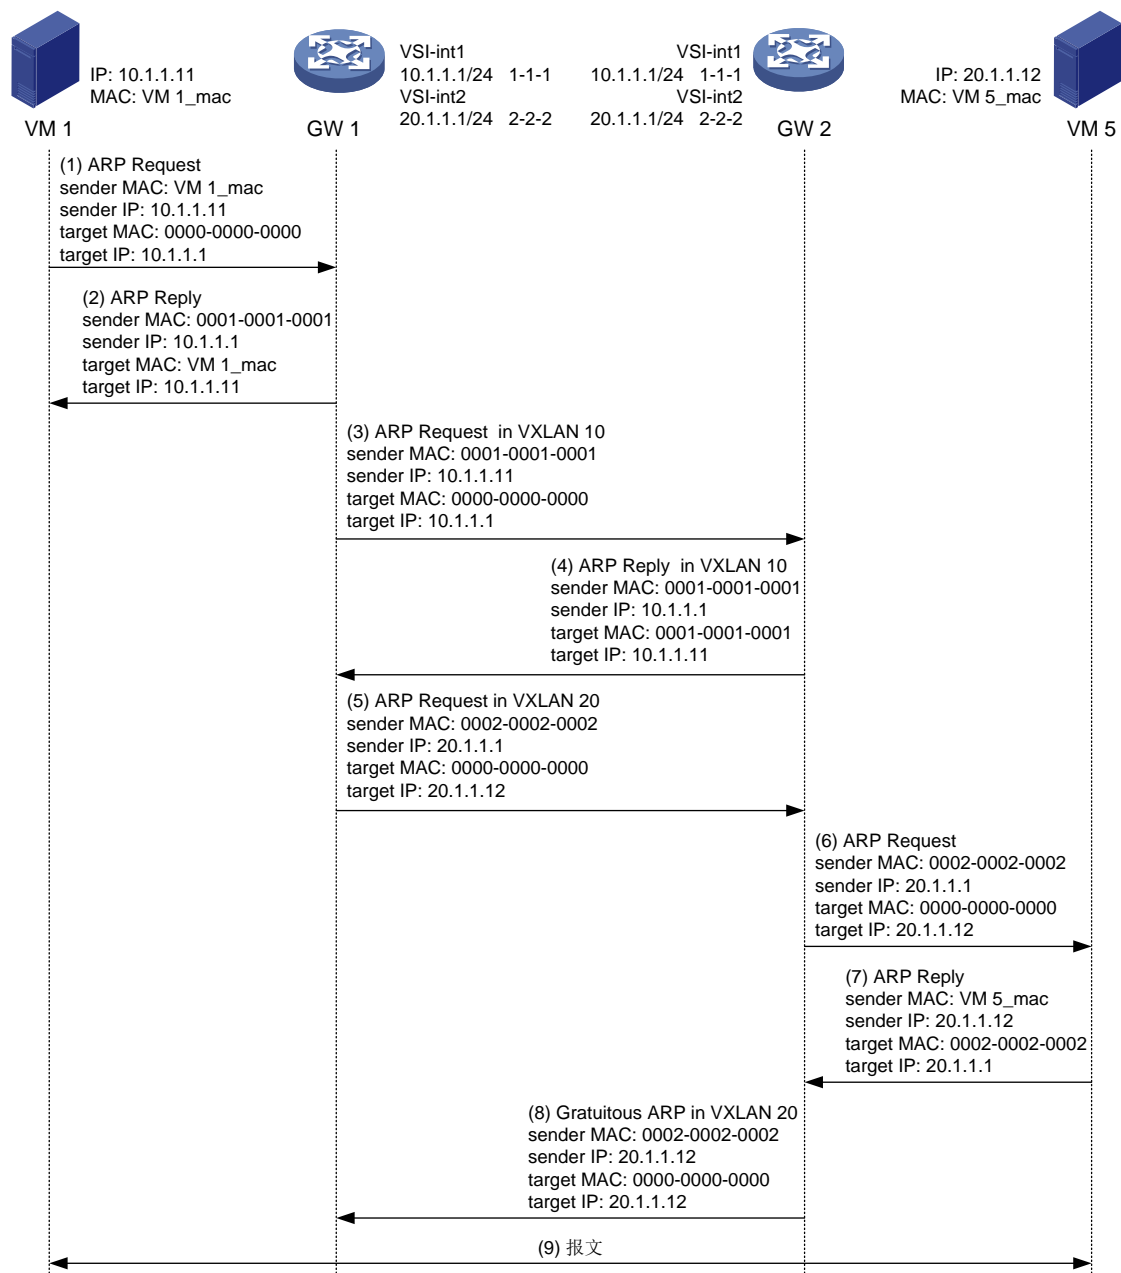 IP: 10.1.1.11
MAC: VM 1_mac
VM 1
GW 1
VSI-int1
10.1.1.1/24 1-1-1
VSI-int2
20.1.1.1/24 2-2-2
VSI-int1
10.1.1.1/24 1-1-1
VSI-int2
20.1.1.1/24 2-2-2
GW 2
IP: 20.1.1.12
MAC: VM 5_mac
VM 5
(1) ARP Request
sender MAC: VM 1_mac
sender IP: 10.1.1.11
target MAC: 0000-0000-0000
target IP: 10.1.1.1
(2) ARP Reply
sender MAC: 0001-0001-0001
sender IP: 10.1.1.1
target MAC: VM 1_mac
target IP: 10.1.1.11
(3) ARP Request in VXLAN 10
sender MAC: 0001-0001-0001
sender IP: 10.1.1.11
target MAC: 0000-0000-0000
target IP: 10.1.1.1
(4) ARP Reply in VXLAN 10
sender MAC: 0001-0001-0001
sender IP: 10.1.1.1
target MAC: 0001-0001-0001
target IP: 10.1.1.11
(5) ARP Request in VXLAN 20
sender MAC: 0002-0002-0002
sender IP: 20.1.1.1
target MAC: 0000-0000-0000
target IP: 20.1.1.12
(6) ARP Request
sender MAC: 0002-0002-0002
sender IP: 20.1.1.1
target MAC: 0000-0000-0000
target IP: 20.1.1.12
(7) ARP Reply
sender MAC: VM 5_mac
sender IP: 20.1.1.12
target MAC: 0002-0002-0002
target IP: 20.1.1.1
(8) Gratuitous ARP in VXLAN 20
sender MAC: 0002-0002-0002
sender IP: 20.1.1.12
target MAC: 0000-0000-0000
target IP: 20.1.1.12
(9) 报文